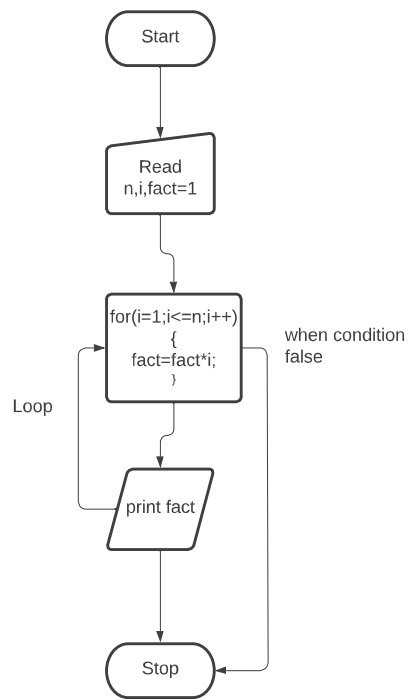 Start
Read
n,i,fact=1
for(i=1;i<=n;i++)
{
fact=fact*i;
}
when condition
false
Loop
print fact
Stop